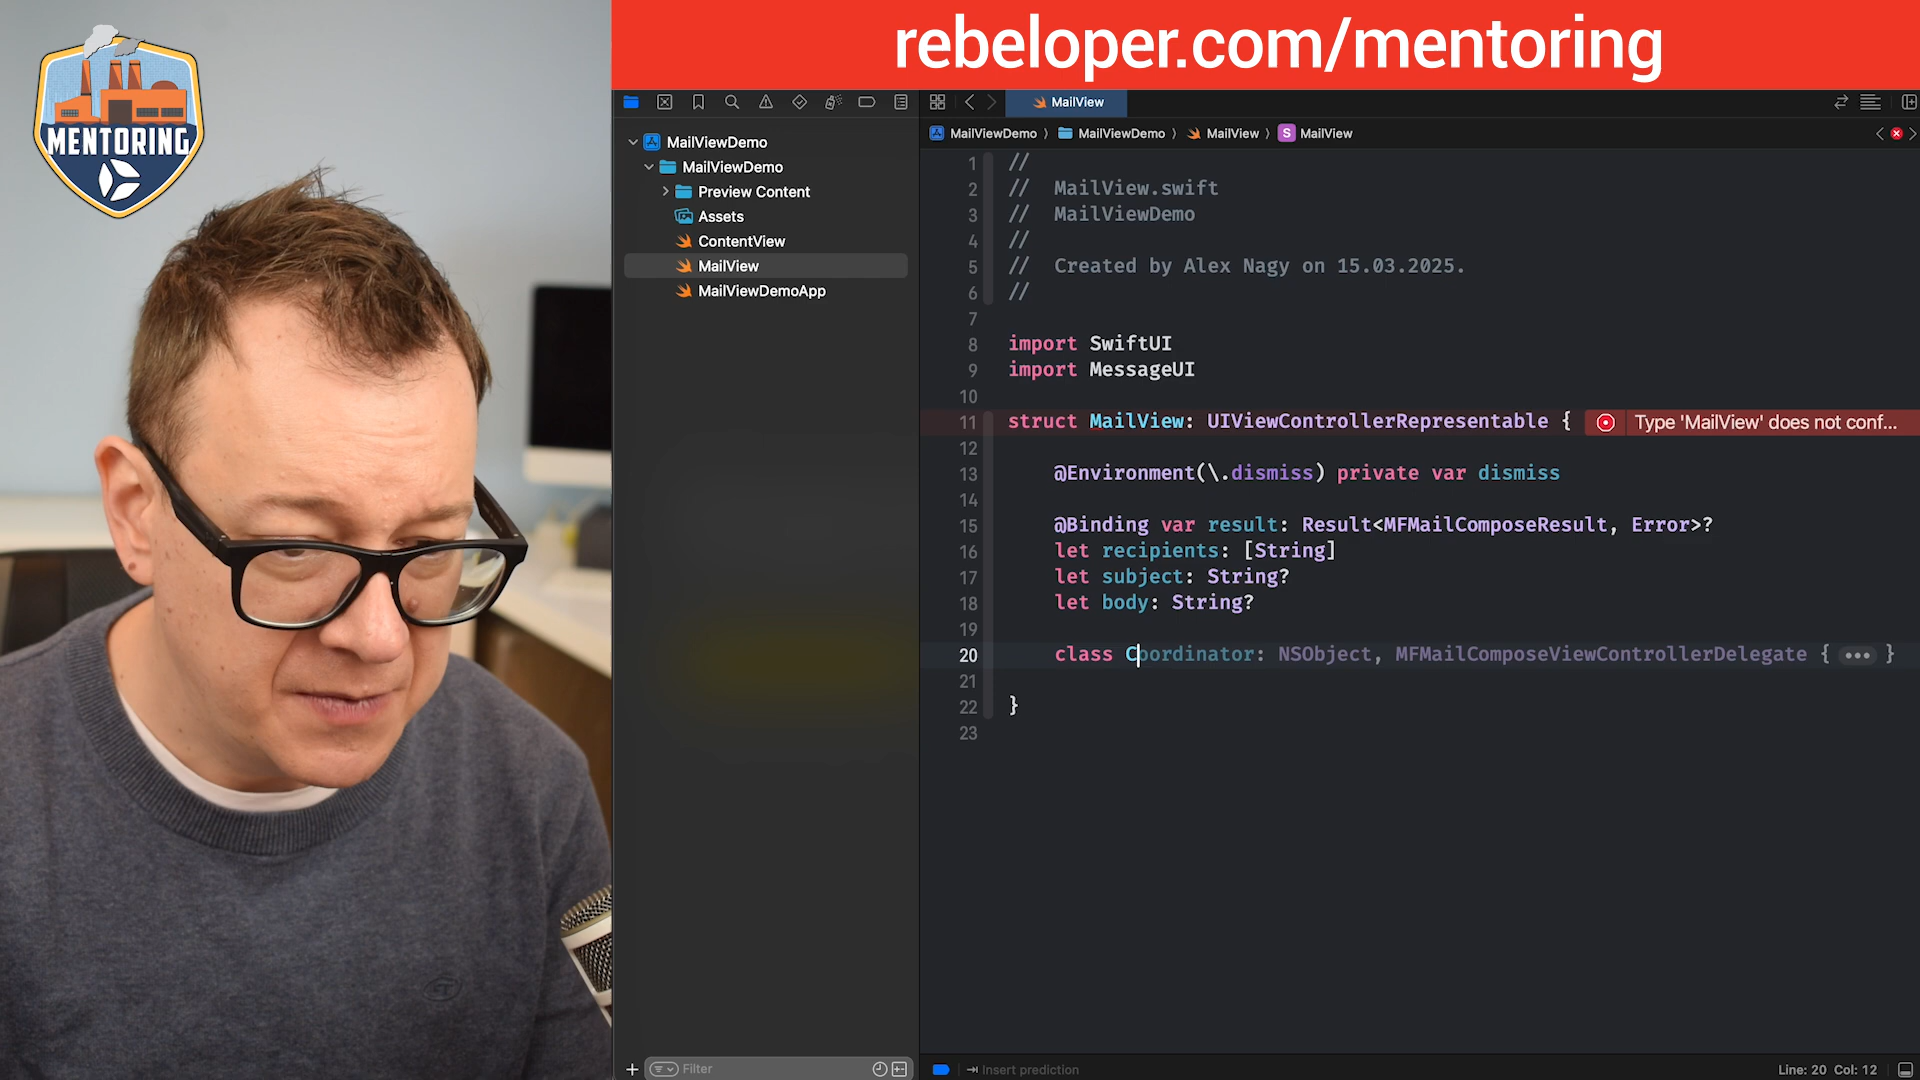 MENTORING
rebeloper.com/mentoring
MailView
MailViewDemo
MailViewDemo
Preview Content
Assets
ContentView
MailView
MailViewDemoApp
Filter
MailViewDemo
MailViewDemo
MailView
S MailView
1 //
2 // MailView.swift
3 // MailViewDemo
4 //
5 // Created by Alex Nagy on 15.03.2025.
6 //
7
8 import SwiftUI
9 import MessageUI
10
11 struct MailView: UIViewControllerRepresentable { Type 'MailView' does not conf...
12
13 @Environment(\.dismiss) private var dismiss
14
15 @Binding var result: Result<MFMailComposeResult, Error>?
16 let recipients: [String]
17 let subject: String?
18 let body: String?
19
20 class Coordinator: NSObject, MFMailComposeViewControllerDelegate { ••• }
21
22 }
23
Insert prediction
Line: 20 Col: 12